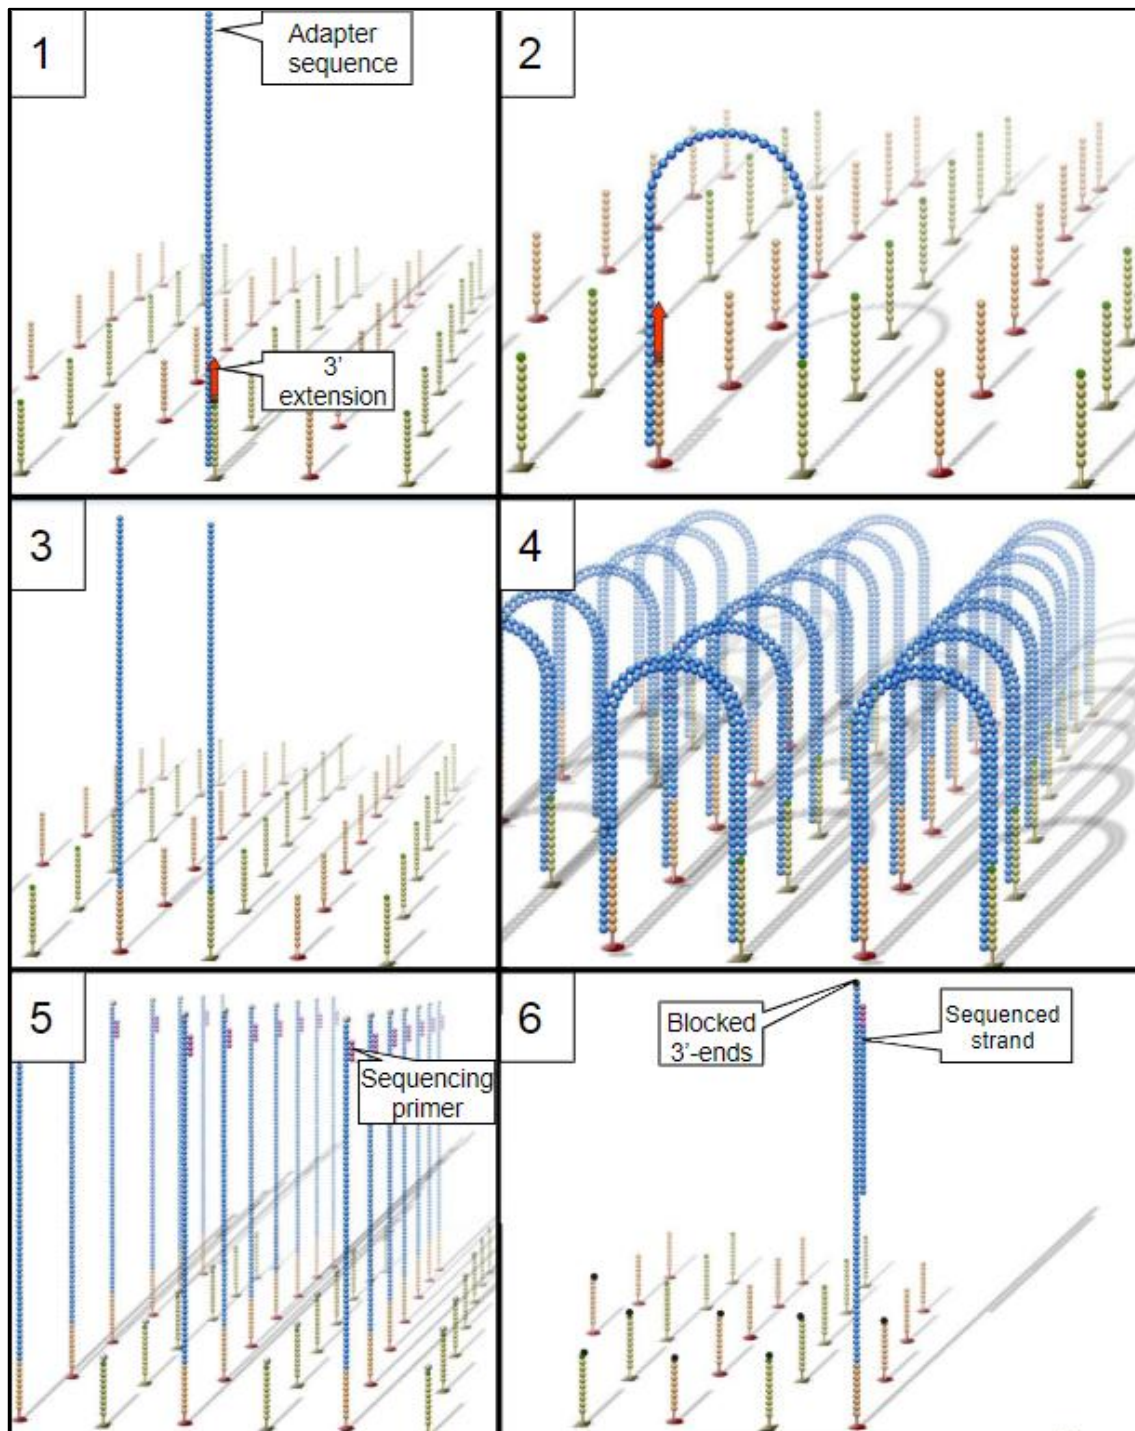 1
Adapter
sequence
3'
extension
2
3
4
5
Sequencing
primer
6
Blocked
3'-ends
Sequenced
strand